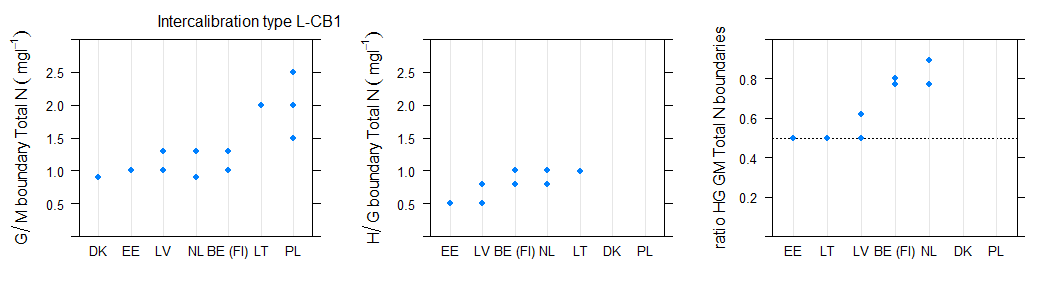 Intercalibration type L-CB1
G/M boundary Total N ( mgl⁻¹)
2.5
2.0
1.5
1.0
0.5
DK EE LV NL BE (Fl) LT PL
H/G boundary Total N ( mgl⁻¹)
2.5
2.0
1.5
1.0
0.5
EE LV BE (Fl) NL LT DK PL
ratio HG GM Total N boundaries
0.8
0.6
0.4
0.2
EE LT LV BE (Fl) NL DK PL